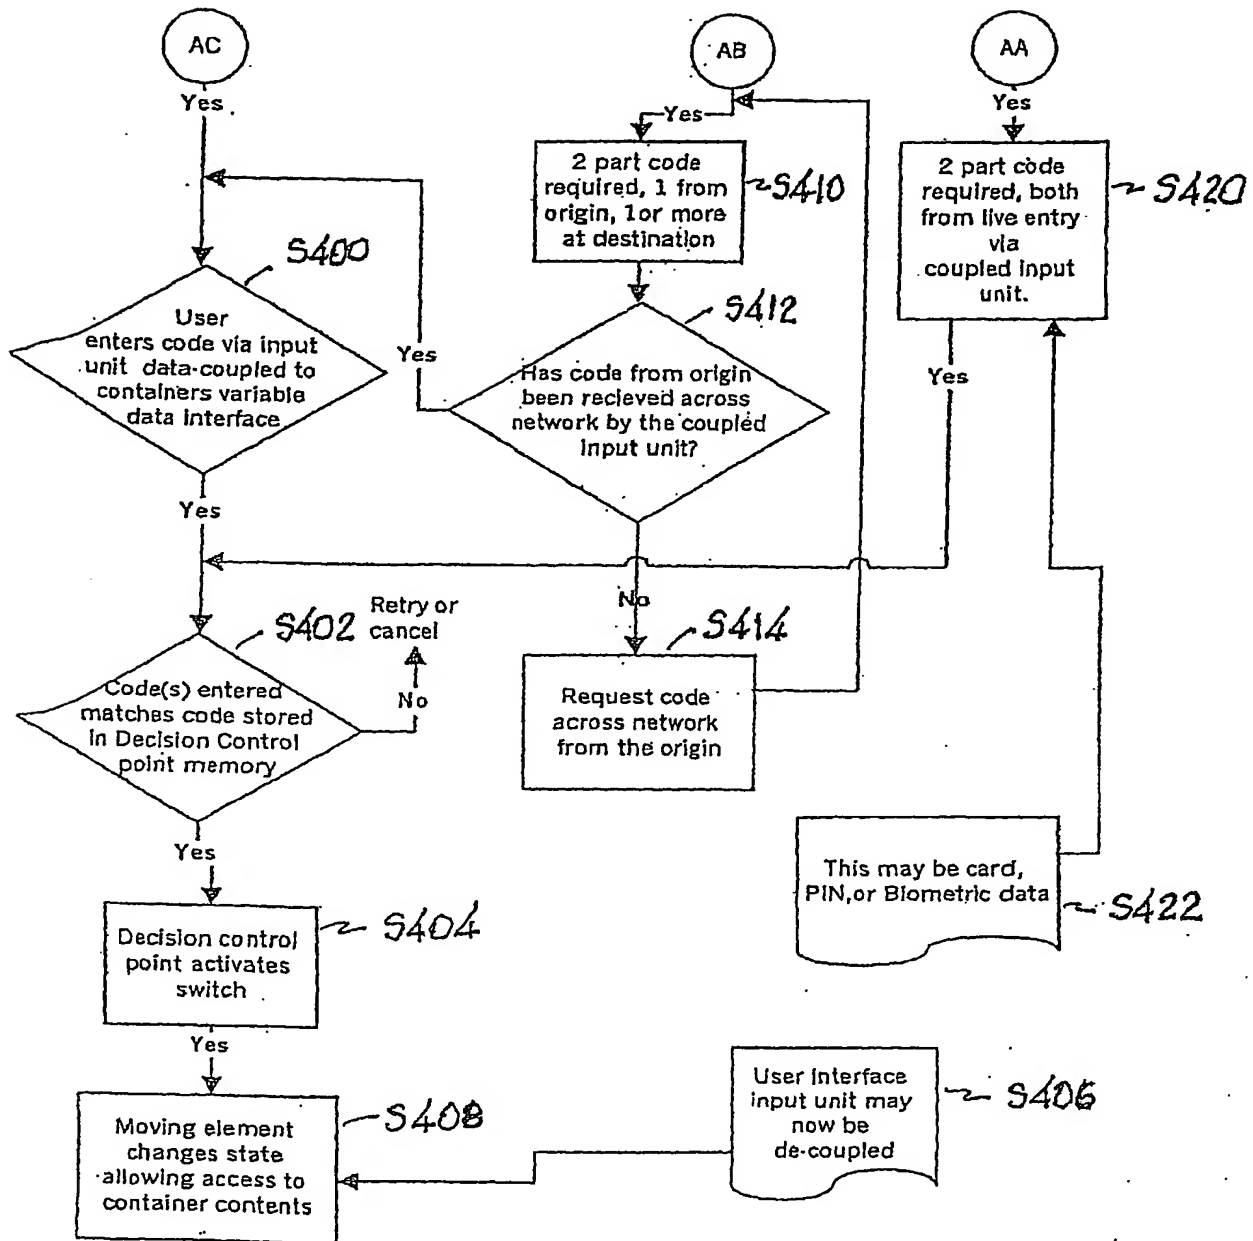 AC
AB
AA
Yes
Yes
Yes
2 part code
required, 1 from
origin, 1or more
at destination
S410
2 part code
required, both
from live entry
via
coupled input
unit.
S420
S400
User
enters code via input
unit data-coupled to
containers variable
data interface
Yes
S412
Has code from origin
been recieved across
network by the coupled
input unit?
Yes
Yes
No
S402
Retry or
cancel
No
Code(s) entered
matches code stored
in Decision Control
point memory
S414
Request code
across network
from the origin
Yes
This may be card,
PIN,or Biometric data
S422
Decision control
point activates
switch
S404
Yes
Moving element
changes state
allowing access to
container contents
S408
User interface
input unit may
now be
de-coupled
S406